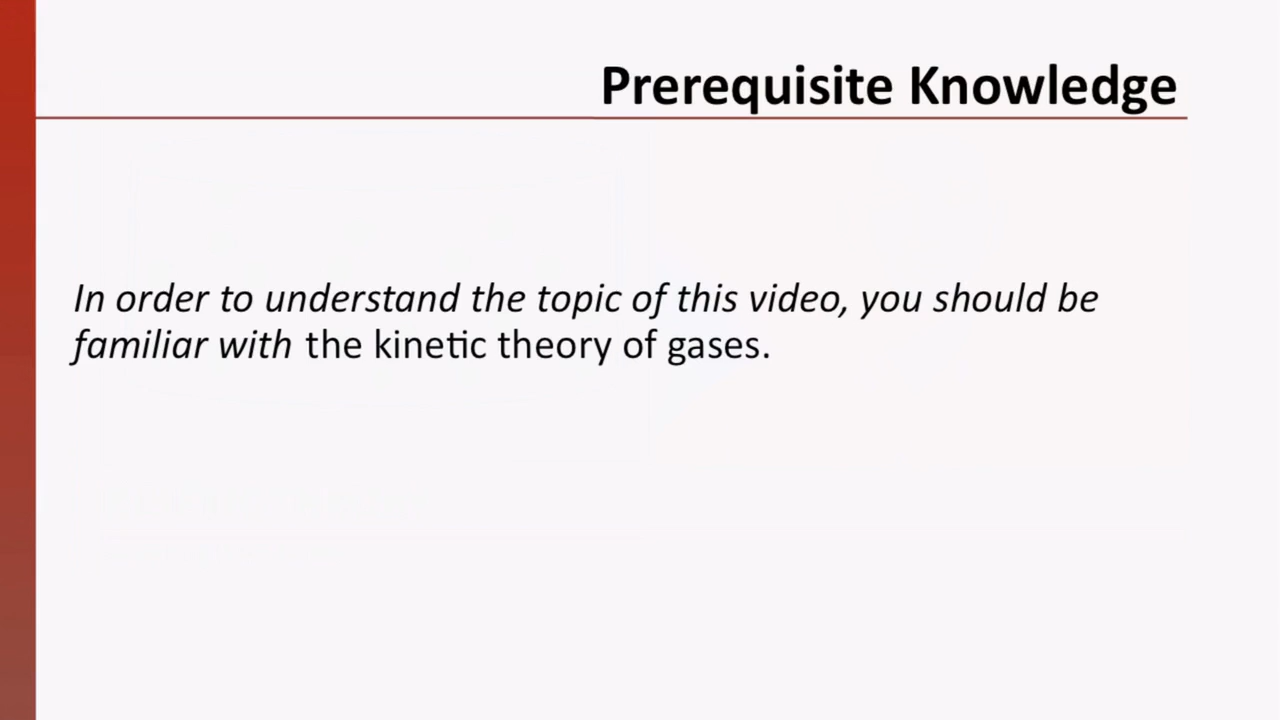 Prerequisite Knowledge
In order to understand the topic of this video, you should be
familiar with the kinetic theory of gases.